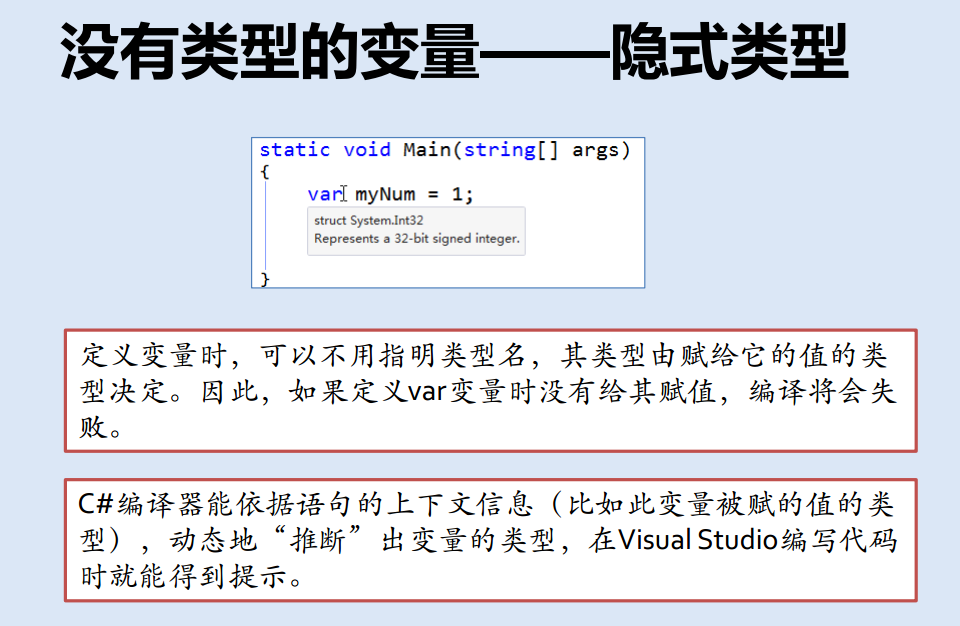 没有类型的变量——隐式类型
static void Main(string[] args)
{
var myNum = 1;
struct System.Int32
Represents a 32-bit signed integer.
}
定义变量时，可以不用指明类型名，其类型由赋给它的值的类
型决定。因此，如果定义var变量时没有给其赋值，编译将会失
败。
C#编译器能依据语句的上下文信息（比如此变量被赋的值的类
型），动态地“推断”出变量的类型，在Visual Studio编写代码
时就能得到提示。